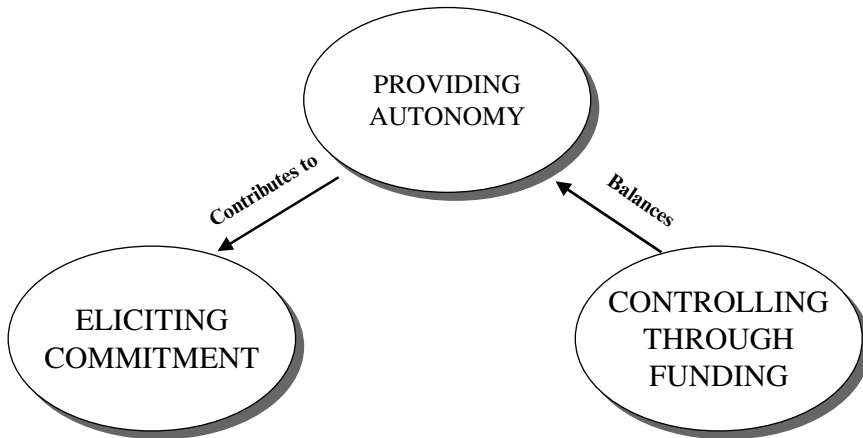 PROVIDING
AUTONOMY
Contributes to
Balances
ELICITING
COMMITMENT
CONTROLLING
THROUGH
FUNDING